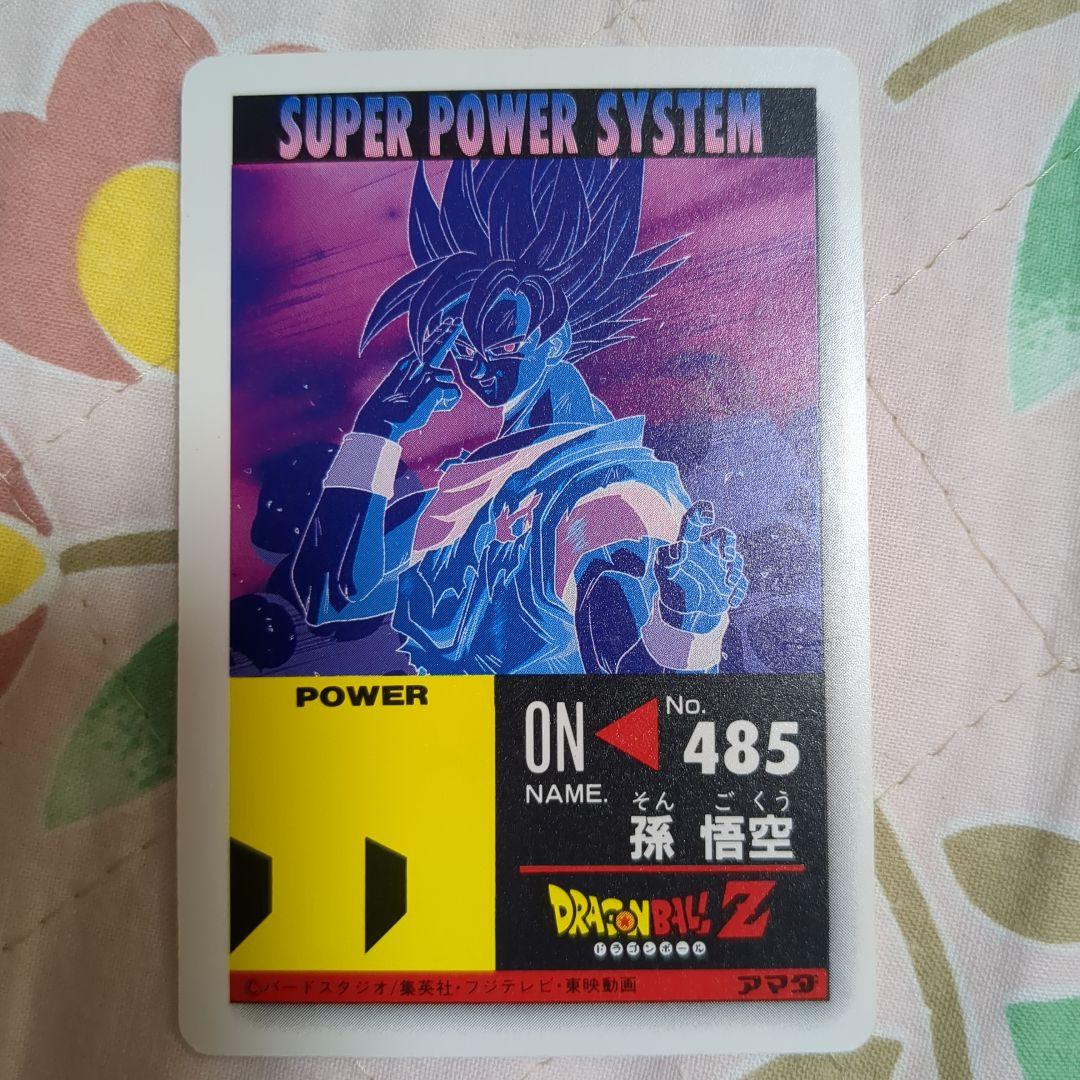 SUPER POWER SYSTEM
POWER
ON
No.
485
NAME.
そん ごくう
孫 悟空
DRAGON BALL Z
ドラゴンボール
©バードスタジオ/集英社・フジテレビ・東映動画
アマダ